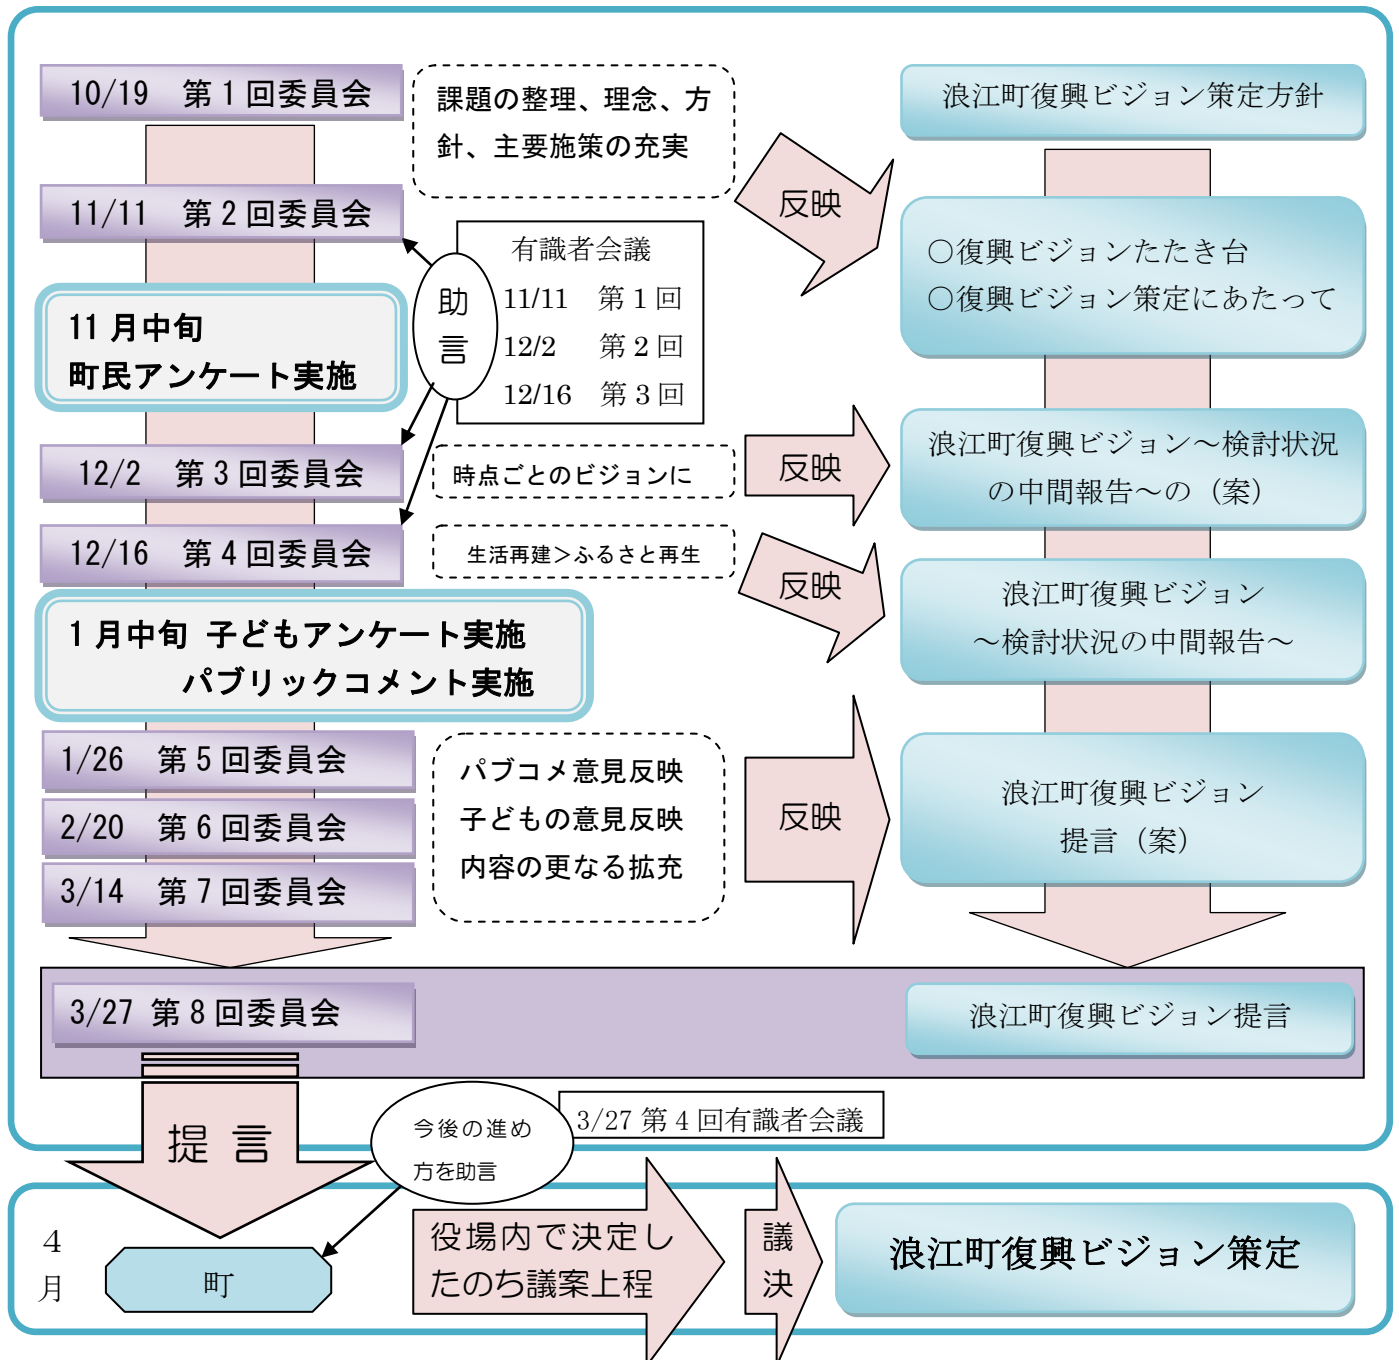 10/19 第1回委員会
課題の整理、理念、方
針、主要施策の充実
浪江町復興ビジョン策定方針
反映
11/11 第2回委員会
○復興ビジョンたたき台
○復興ビジョン策定にあたって
助
言
有識者会議
11/11 第1回
12/2 第2回
12/16 第3回
11月中旬
町民アンケート実施
12/2 第3回委員会
時点ごとのビジョンに
反映
浪江町復興ビジョン～検討状況
の中間報告～の（案）
12/16 第4回委員会
生活再建＞ふるさと再生
反映
浪江町復興ビジョン
～検討状況の中間報告～
1月中旬 子どもアンケート実施
パブリックコメント実施
1/26 第5回委員会
2/20 第6回委員会
3/14 第7回委員会
パブコメ意見反映
子どもの意見反映
内容の更なる拡充
反映
浪江町復興ビジョン
提言（案）
3/27 第8回委員会
浪江町復興ビジョン提言
提言
今後の進め
方を助言
3/27 第4回有識者会議
4
月
町
役場内で決定し
たのち議案上程
議
決
浪江町復興ビジョン策定